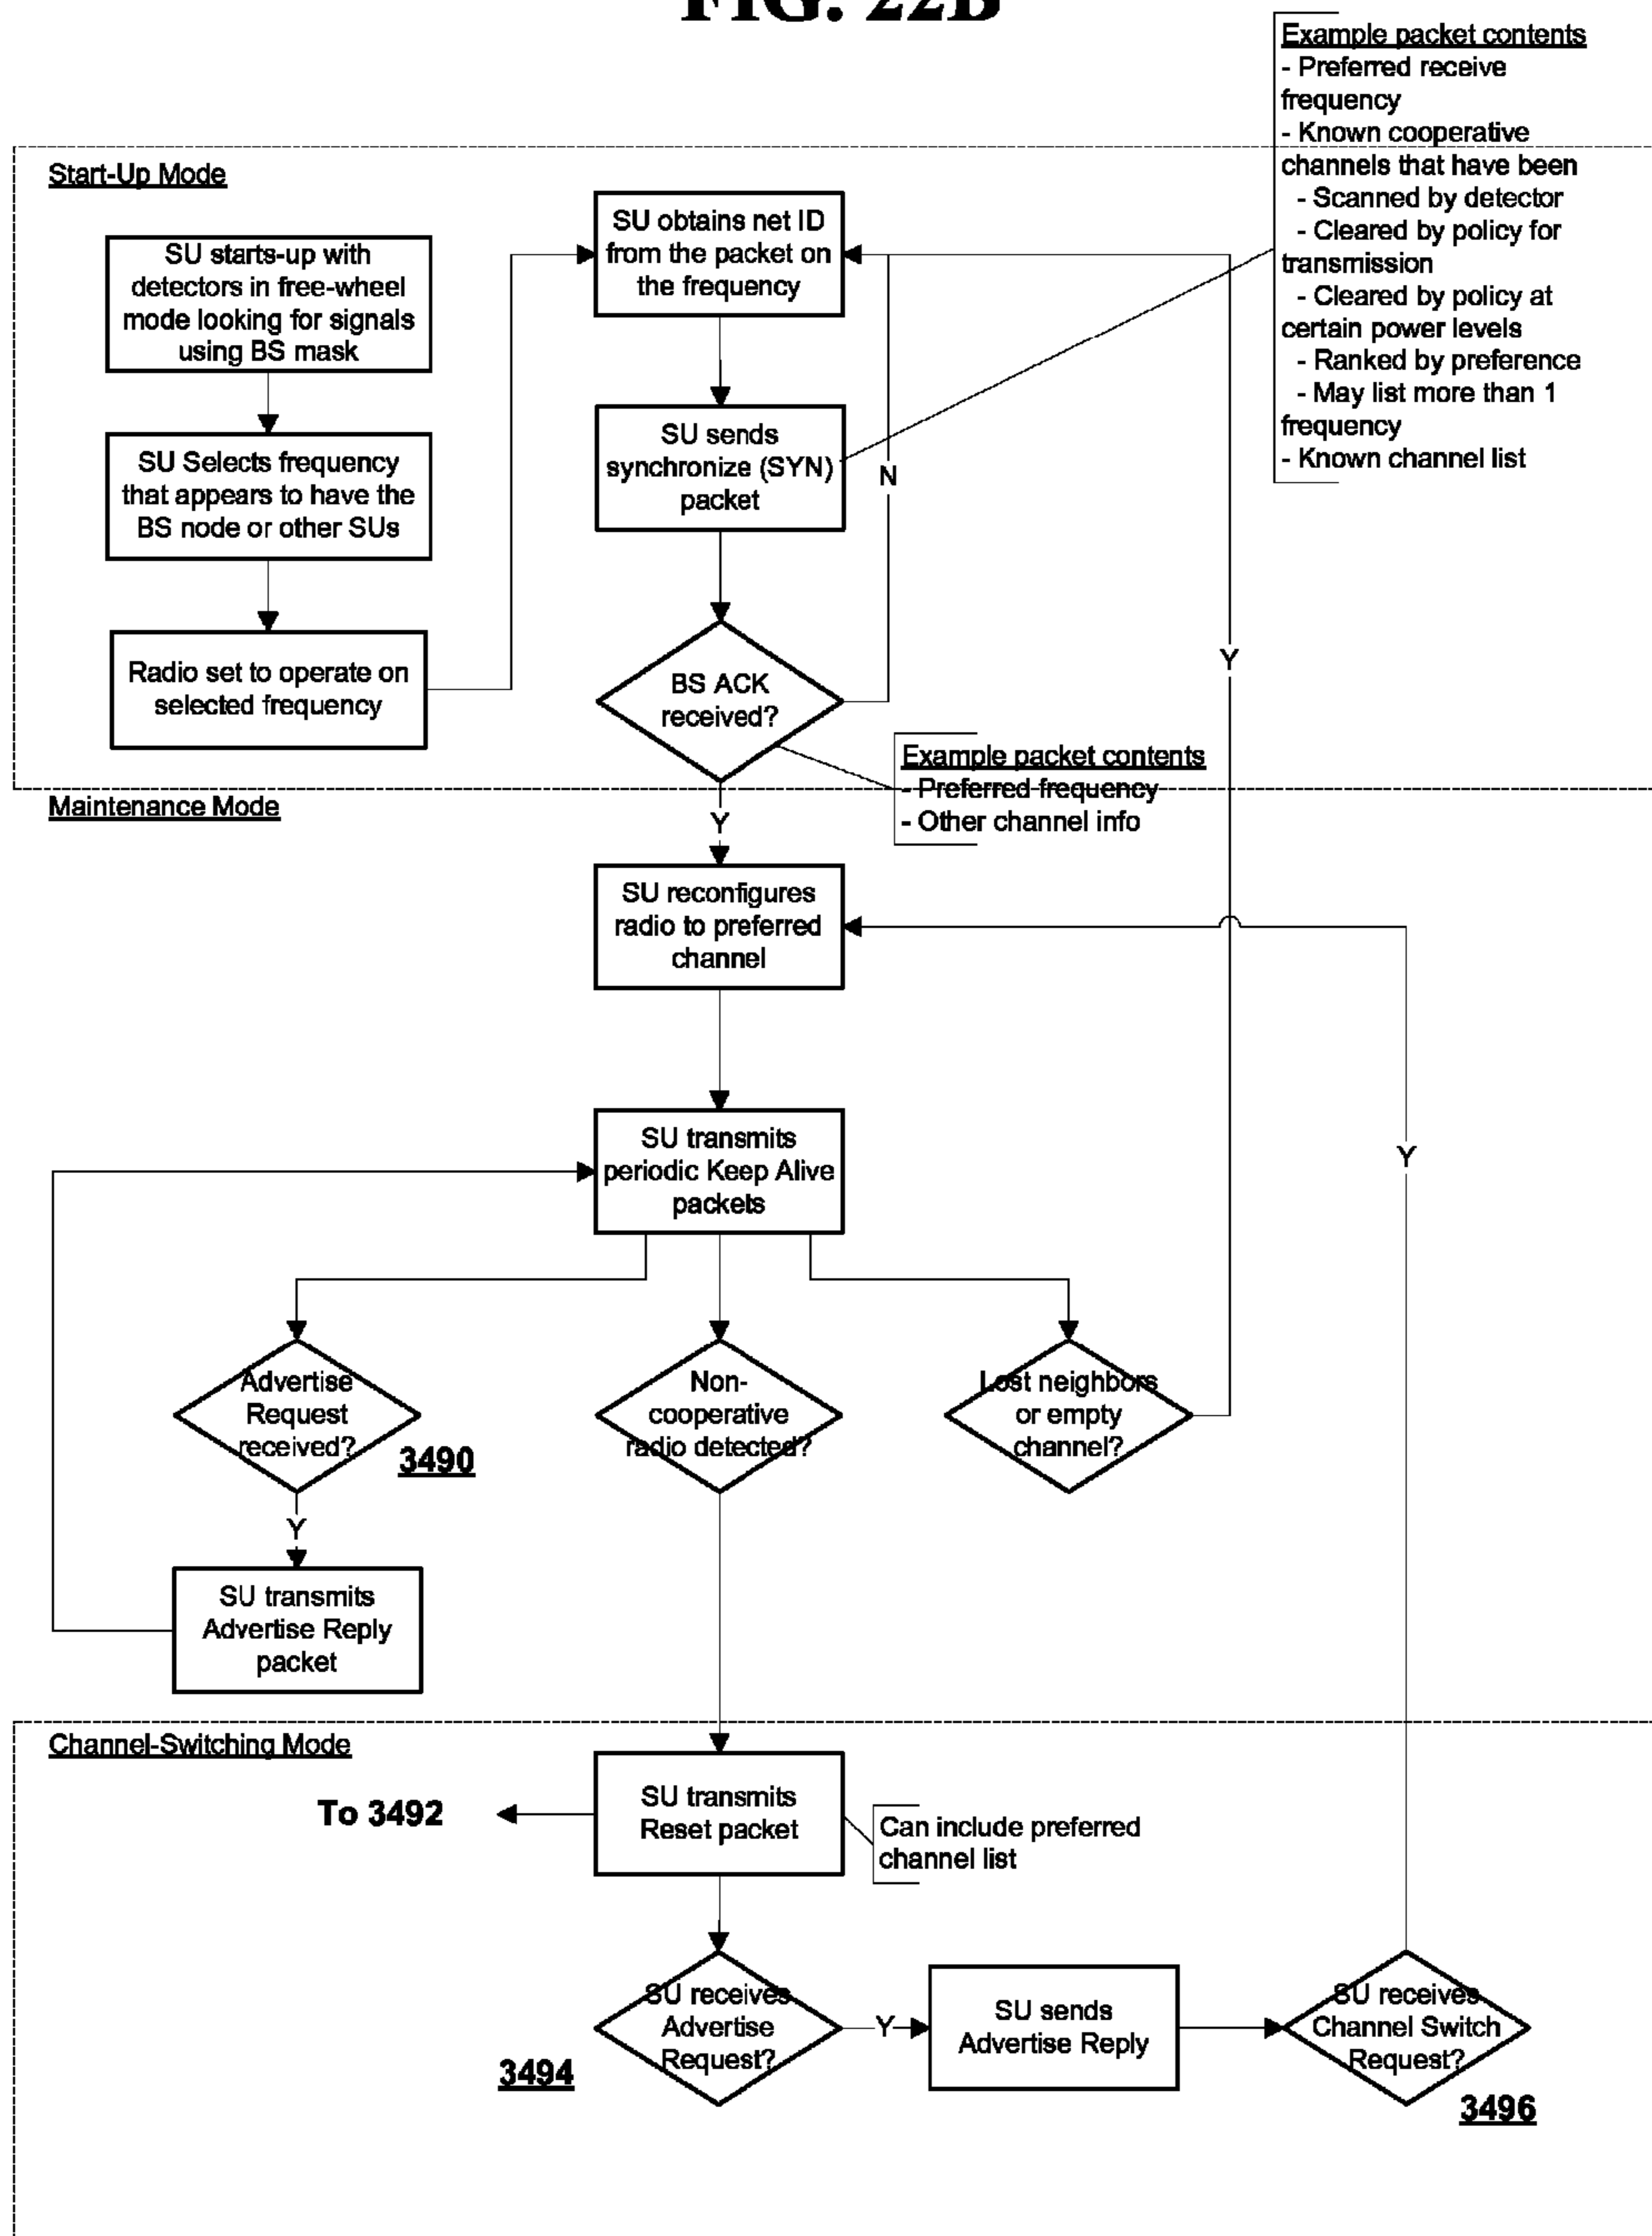 FIG. 22B
Example packet contents
- Preferred receive
frequency
- Known cooperative
channels that have been
- Scanned by detector
- Cleared by policy for
transmission
- Cleared by policy at
certain power levels
- Ranked by preference
- May list more than 1
frequency
- Known channel list
Start-Up Mode
SU starts-up with
detectors in free-wheel
mode looking for signals
using BS mask
SU Selects frequency
that appears to have the
BS node or other SUs
Radio set to operate on
selected frequency
SU obtains net ID
from the packet on
the frequency
SU sends
synchronize (SYN)
packet
N
BS ACK
received?
Y
Example packet contents
- Preferred frequency
- Other channel info
Maintenance Mode
Y
SU reconfigures
radio to preferred
channel
SU transmits
periodic Keep Alive
packets
Y
Advertise
Request
received?
3490
Non-
cooperative
radio detected?
Lost neighbors
or empty
channel?
Y
SU transmits
Advertise Reply
packet
Channel-Switching Mode
To 3492
SU transmits
Reset packet
Can include preferred
channel list
SU receives
Advertise
Request?
3494
Y
SU sends
Advertise Reply
SU receives
Channel Switch
Request?
3496